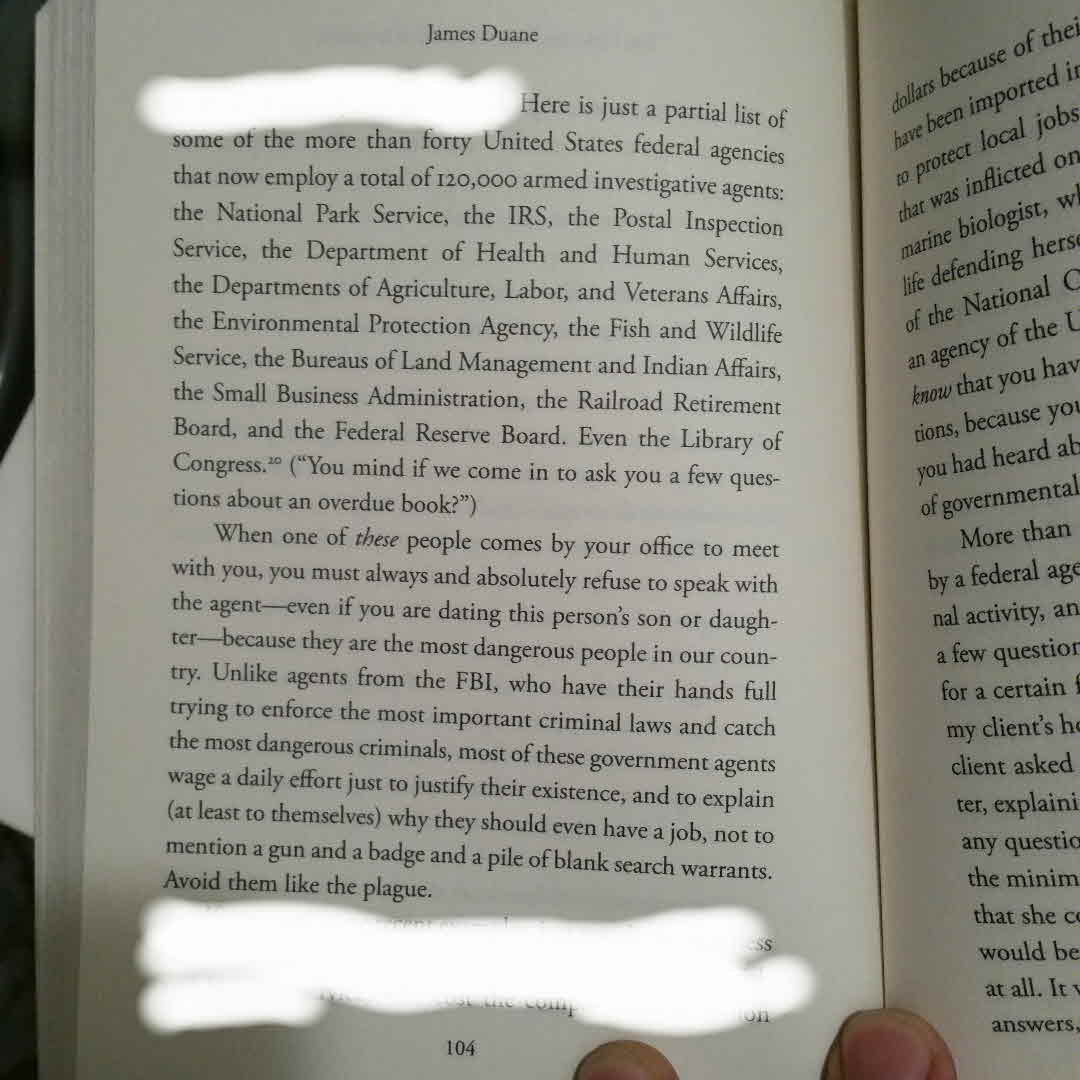 James Duane
Here is just a partial list of
some of the more than forty United States federal agencies
that now employ a total of 120,000 armed investigative agents:
the National Park Service, the IRS, the Postal Inspection
Service, the Department of Health and Human Services,
the Departments of Agriculture, Labor, and Veterans Affairs,
the Environmental Protection Agency, the Fish and Wildlife
Service, the Bureaus of Land Management and Indian Affairs,
the Small Business Administration, the Railroad Retirement
Board, and the Federal Reserve Board. Even the Library of
Congress.²⁰ (“You mind if we come in to ask you a few ques-
tions about an overdue book?”)
When one of these people comes by your office to meet
with you, you must always and absolutely refuse to speak with
the agent—even if you are dating this person’s son or daugh-
ter—because they are the most dangerous people in our coun-
try. Unlike agents from the FBI, who have their hands full
trying to enforce the most important criminal laws and catch
the most dangerous criminals, most of these government agents
wage a daily effort just to justify their existence, and to explain
(at least to themselves) why they should even have a job, not to
mention a gun and a badge and a pile of blank search warrants.
Avoid them like the plague.
104
dollars because of their
have been imported in
to protect local jobs
that was inflicted on
marine biologist, wh
life defending herse
of the National O
an agency of the U
know that you hav
tions, because you
you had heard ab
of governmental
More than
by a federal age
nal activity, an
a few question
for a certain f
my client’s ho
client asked
ter, explaini
any questio
the minim
that she co
would be
at all. It w
answers,